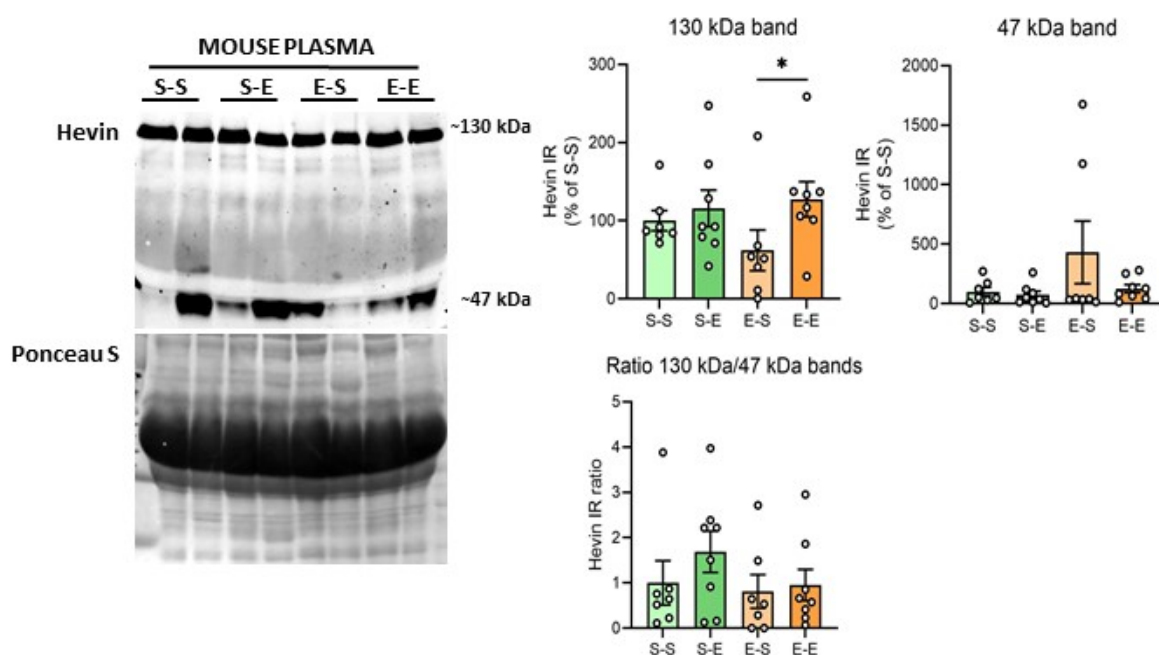 MOUSE PLASMA
S-S S-E E-S E-E
Hevin
~130 kDa
~47 kDa
Ponceau S
130 kDa band
Hevin IR
(% of S-S)
300
200
100
0
*
S-S S-E E-S E-E
47 kDa band
Hevin IR
(% of S-S)
2000
1500
1000
500
0
S-S S-E E-S E-E
Ratio 130 kDa/47 kDa bands
Hevin IR ratio
5
4
3
2
1
0
S-S S-E E-S E-E